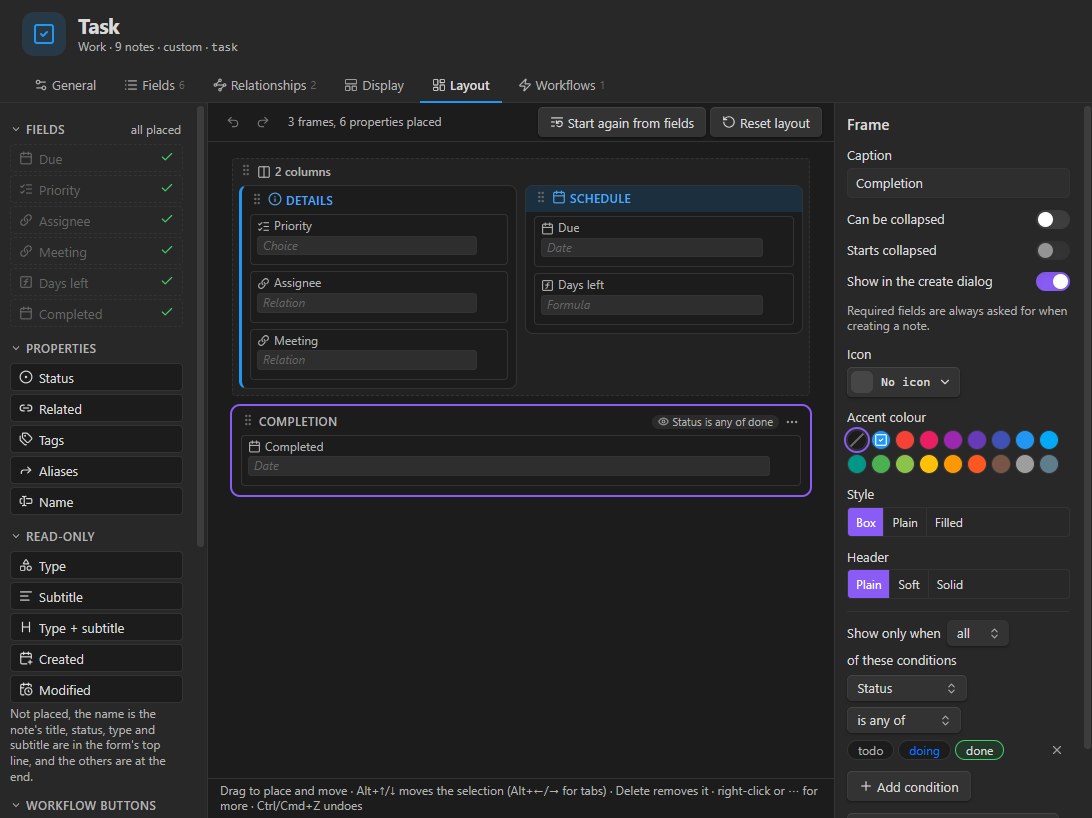 Task
Work · 9 notes · custom · task
General
Fields 6
Relationships 2
Display
Layout
Workflows 1
FIELDS
all placed
Due
Priority
Assignee
Meeting
Days left
Completed
PROPERTIES
Status
Related
Tags
Aliases
Name
READ-ONLY
Type
Subtitle
Type + subtitle
Created
Modified
Not placed, the name is the
note's title, status, type and
subtitle are in the form's top
line, and the others are at the
end.
WORKFLOW BUTTONS
3 frames, 6 properties placed
Start again from fields
Reset layout
2 columns
DETAILS
Priority
Choice
Assignee
Relation
Meeting
Relation
SCHEDULE
Due
Date
Days left
Formula
COMPLETION
Status is any of done
Completed
Date
Drag to place and move · Alt+↑/↓ moves the selection (Alt+←/→ for tabs) · Delete removes it · right-click or ··· for
more · Ctrl/Cmd+Z undoes
Frame
Caption
Completion
Can be collapsed
Starts collapsed
Show in the create dialog
Required fields are always asked for when
creating a note.
Icon
No icon
Accent colour
Style
Box
Plain
Filled
Header
Plain
Soft
Solid
Show only when
all
of these conditions
Status
is any of
todo
doing
done
Add condition